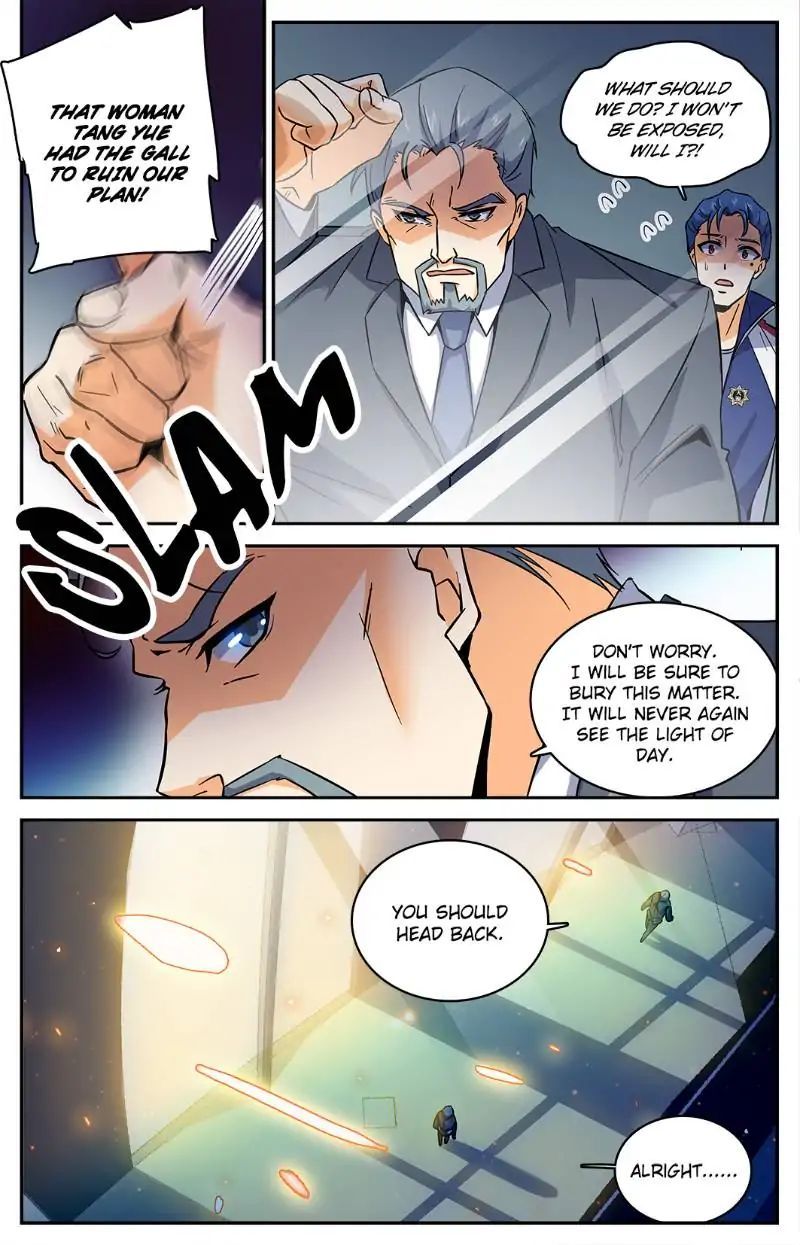 THAT WOMAN
TANG YUE
HAD THE GALL
TO RUIN OUR
PLAN!
WHAT SHOULD
WE DO? I WON'T
BE EXPOSED,
WILL I?!
SLAM
DON'T WORRY.
I WILL BE SURE TO
BURY THIS MATTER.
IT WILL NEVER AGAIN
SEE THE LIGHT OF
DAY.
YOU SHOULD
HEAD BACK.
ALRIGHT......